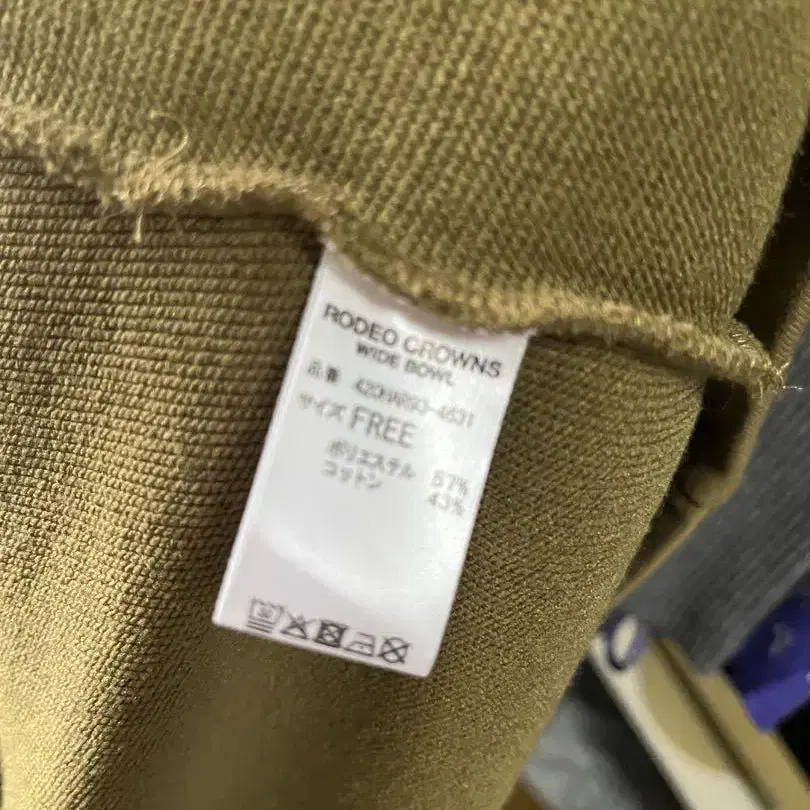 RODEO CROWNS
WIDE BOWL
品番
サイズ FREE
ポリエステル 57%
コットン 43%